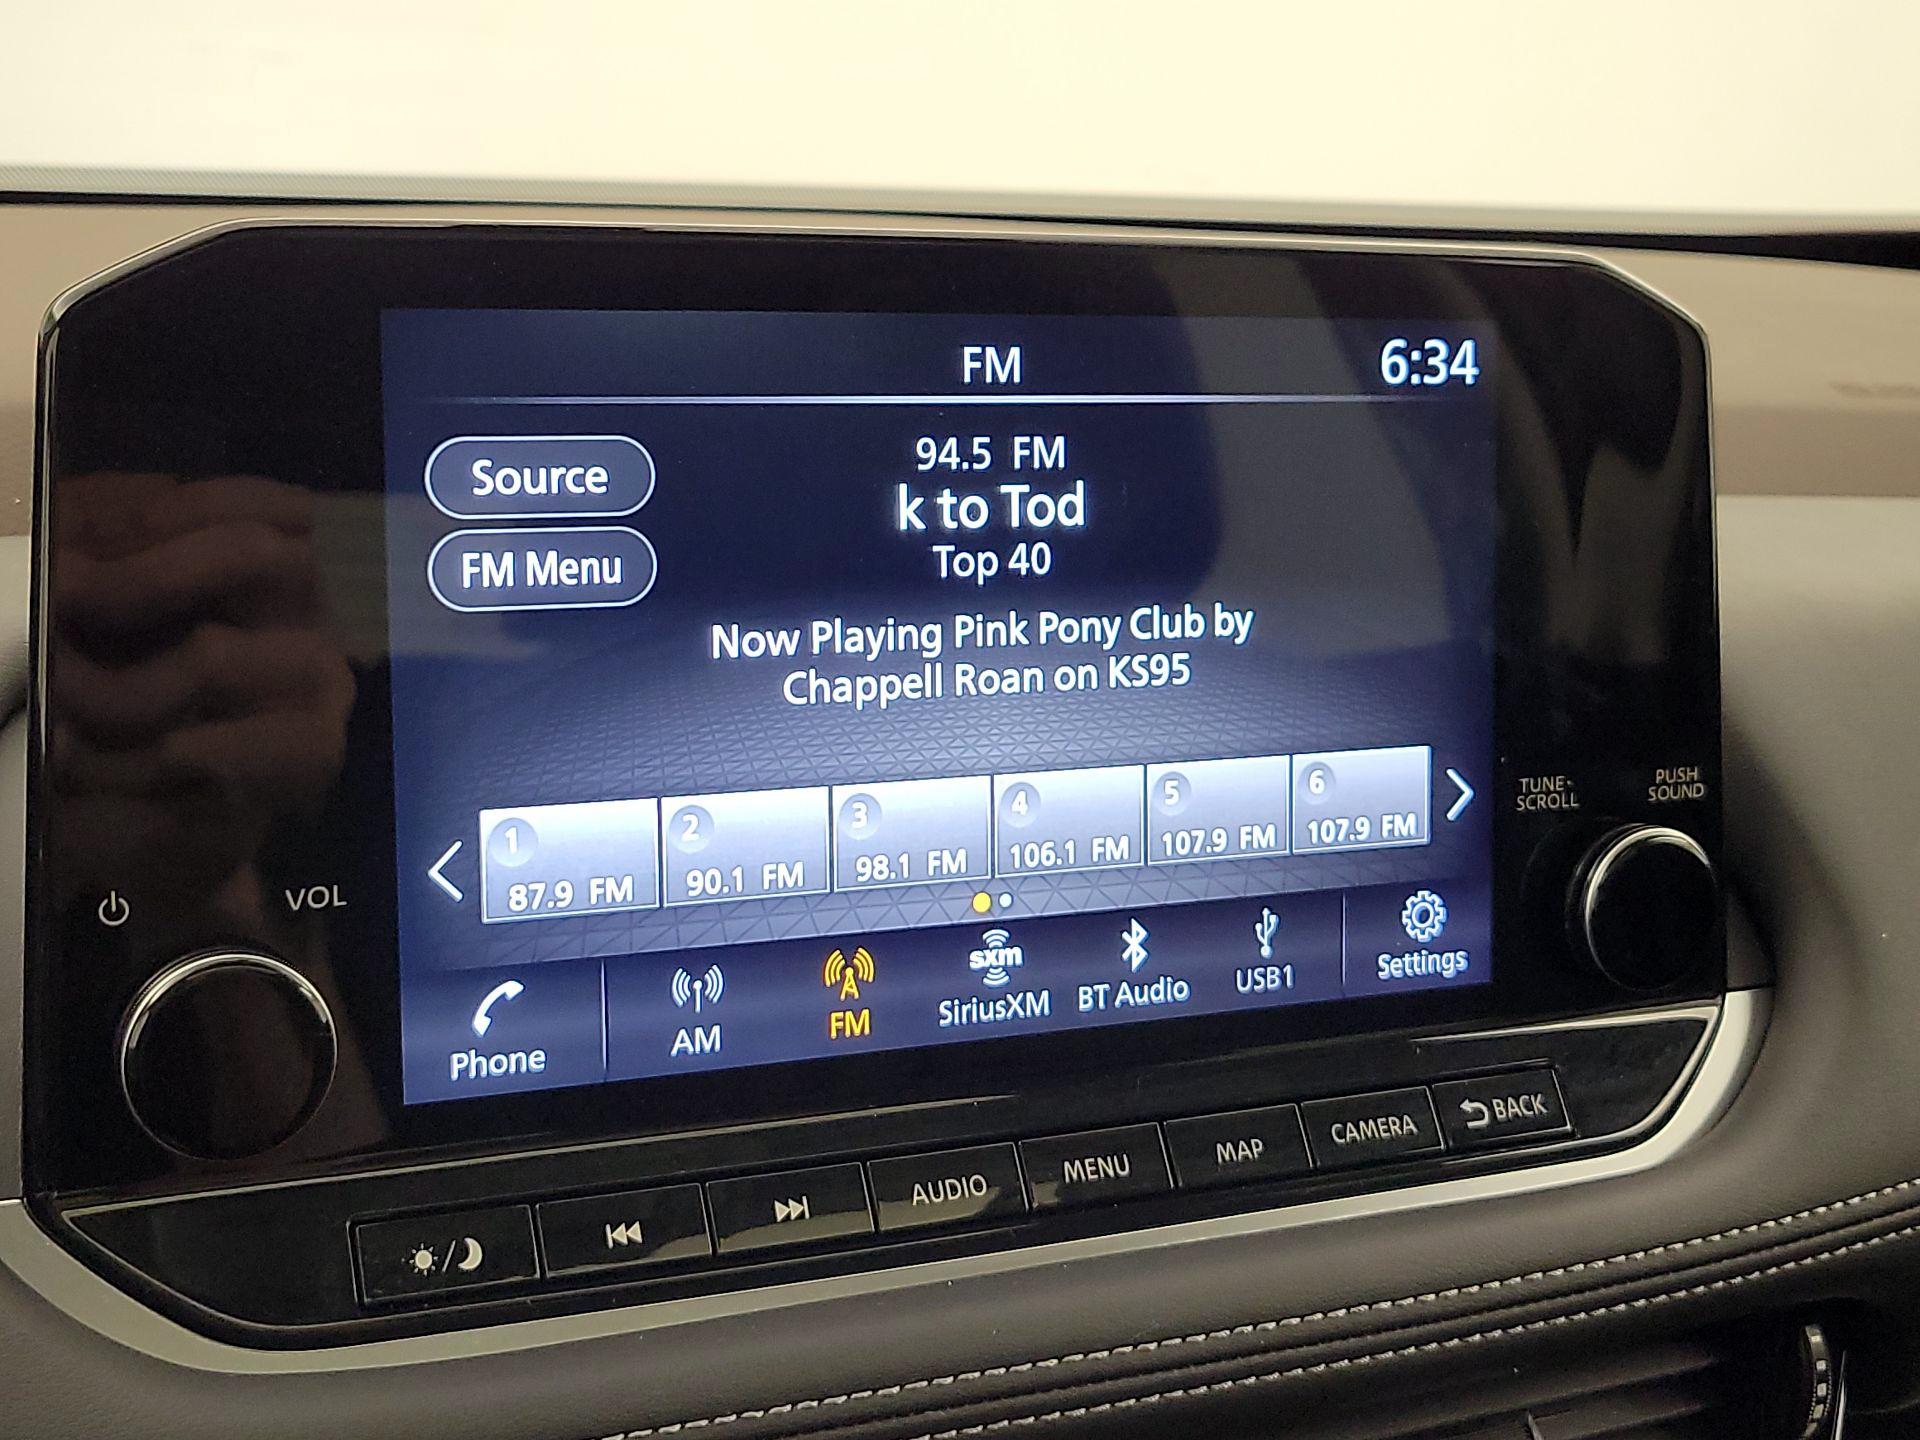 FM
6:34
Source
FM Menu
94.5 FM
k to Tod
Top 40
Now Playing Pink Pony Club by
Chappell Roan on KS95
1
87.9 FM
2
90.1 FM
3
98.1 FM
4
106.1 FM
5
107.9 FM
6
107.9 FM
Phone
AM
FM
sxm
SiriusXM
BT Audio
USB1
Settings
VOL
TUNE·
SCROLL
PUSH
SOUND
AUDIO
MENU
MAP
CAMERA
BACK